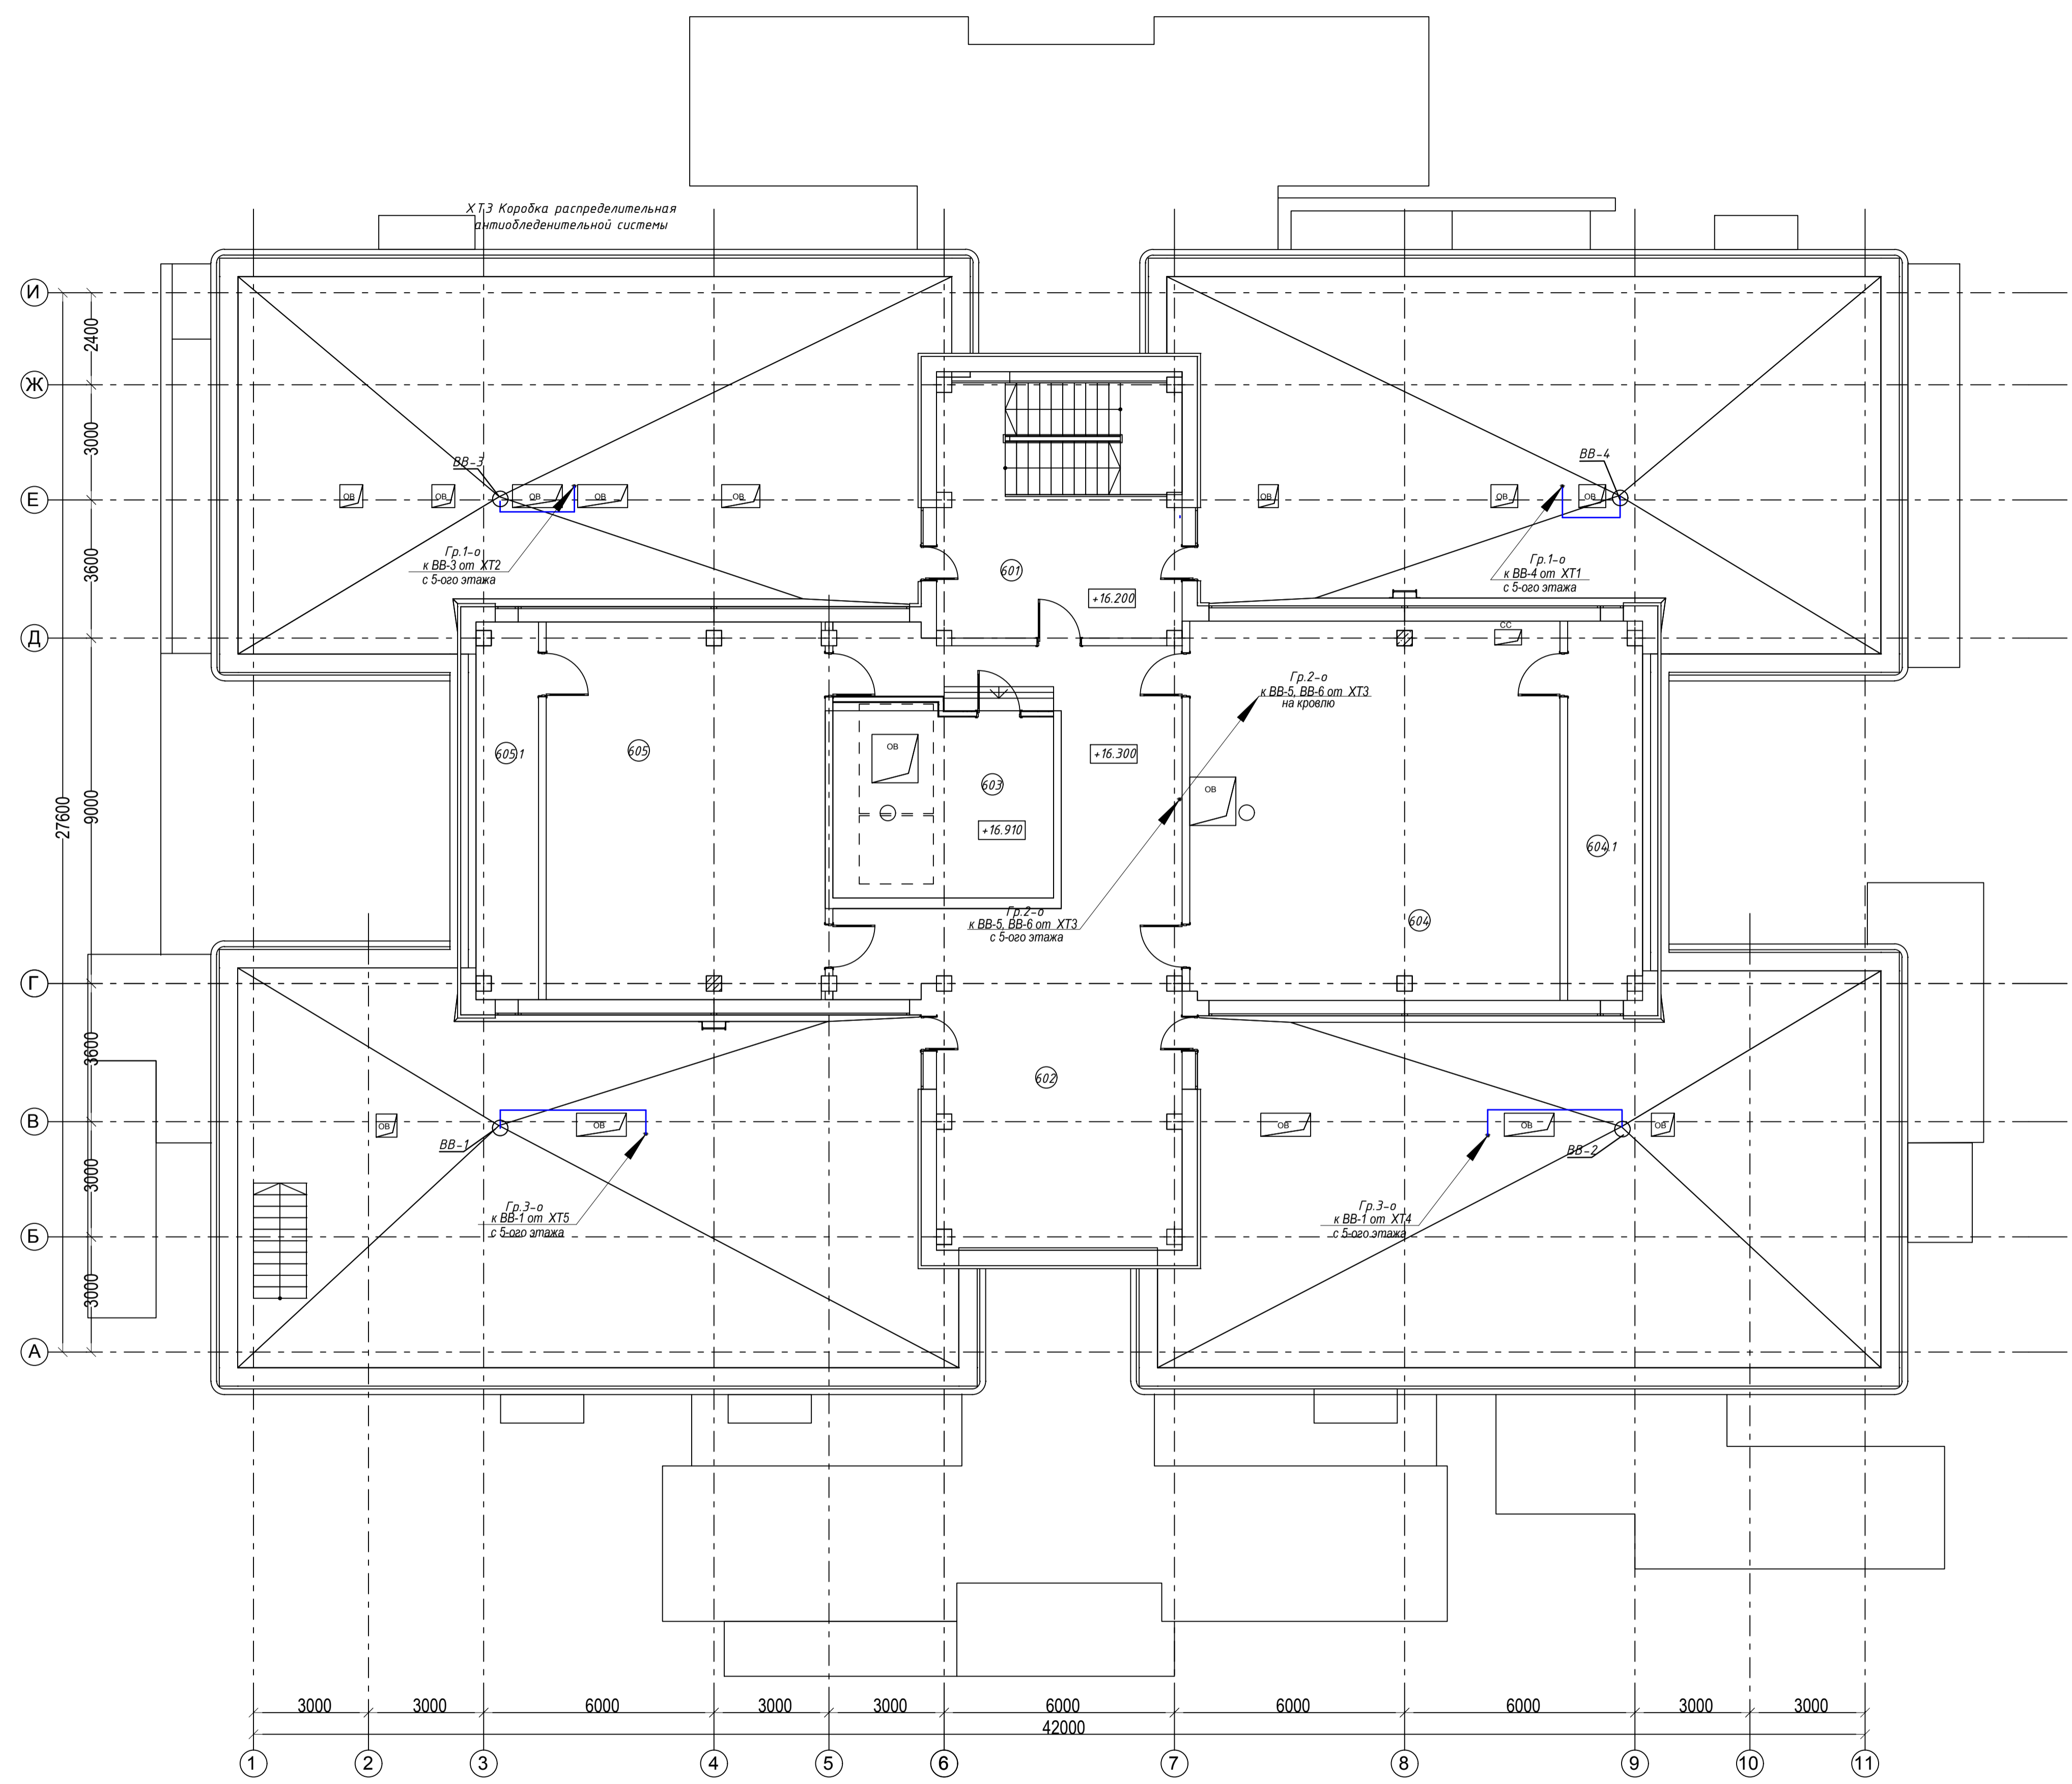 ХТ3 Коробка распределительная
антиобледенительной системы
И
2400
Ж
3000
ВВ-3
ВВ-4
Е
ОВ
ОВ
ОВ
ОВ
ОВ
ОВ
ОВ
ОВ
3600
Гр.1-о
к ВВ-3 от ХТ2
с 5-ого этажа
601
+16.200
Гр.1-о
к ВВ-4 от ХТ1
с 5-ого этажа
Д
СС
Гр.2-о
к ВВ-5, ВВ-6 от ХТ3
на кровлю
605.1
605
ОВ
603
+16.300
ОВ
27600
9000
+16.910
604.1
Гр.2-о
к ВВ-5, ВВ-6 от ХТ3
с 5-ого этажа
604
Г
3600
602
В
ОВ
ОВ
ОВ
ОВ
ОВ
ВВ-1
ВВ-2
3000
Гр.3-о
к ВВ-1 от ХТ5
с 5-ого этажа
Гр.3-о
к ВВ-1 от ХТ4
с 5-ого этажа
Б
3000
А
3000 3000 6000 3000 3000 6000 6000 6000 3000 3000
42000
1 2 3 4 5 6 7 8 9 10 11